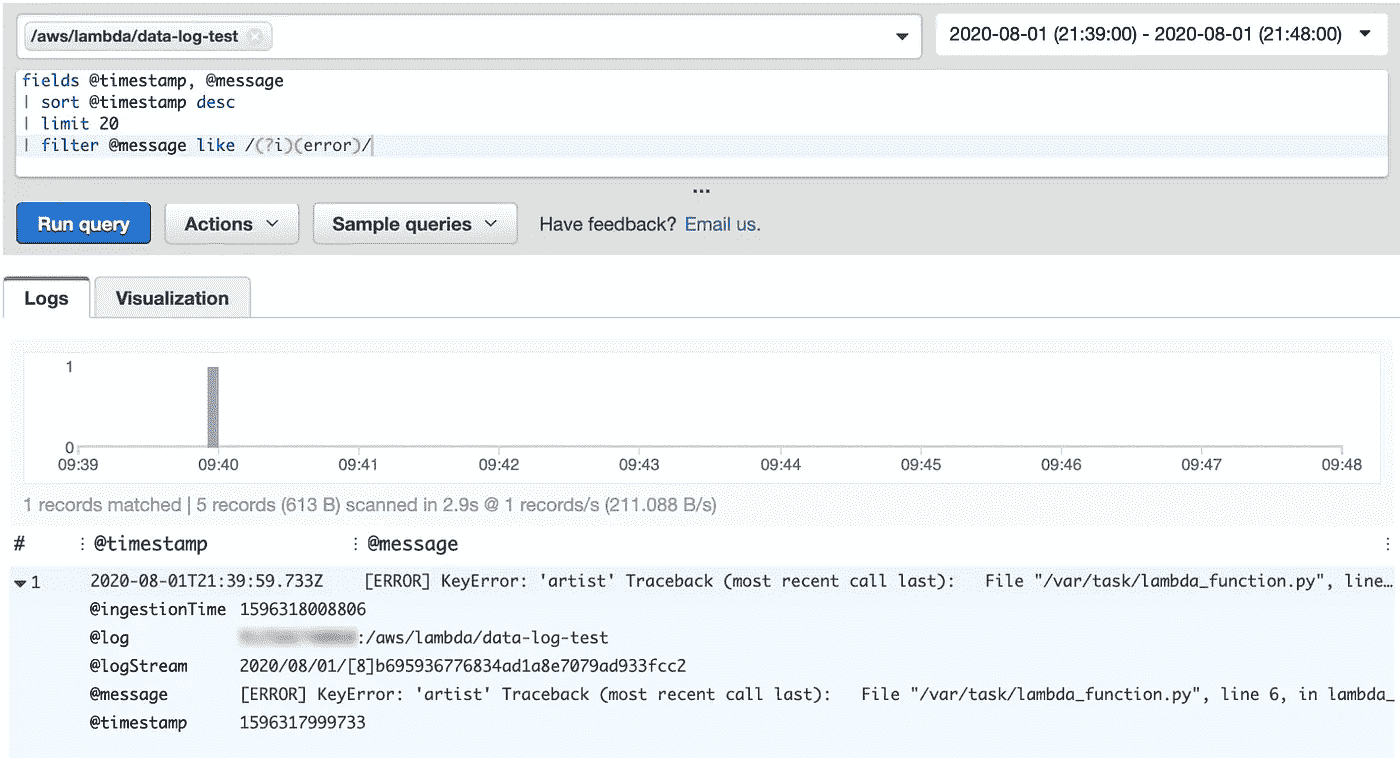 /aws/lambda/data-log-test
2020-08-01 (21:39:00) - 2020-08-01 (21:48:00)
fields @timestamp, @message
| sort @timestamp desc
| limit 20
| filter @message like /(?i)(error)/
...
Run query Actions Sample queries Have feedback? Email us.
Logs Visualization
1
0
09:39 09:40 09:41 09:42 09:43 09:44 09:45 09:46 09:47 09:48
1 records matched | 5 records (613 B) scanned in 2.9s @ 1 records/s (211.088 B/s)
# @timestamp @message
1 2020-08-01T21:39:59.733Z [ERROR] KeyError: 'artist' Traceback (most recent call last): File "/var/task/lambda_function.py", line…
@ingestionTime 1596318008806
@log :/aws/lambda/data-log-test
@logStream 2020/08/01/[8]b695936776834ad1a8e7079ad933fcc2
@message [ERROR] KeyError: 'artist' Traceback (most recent call last): File "/var/task/lambda_function.py", line 6, in lambda_
@timestamp 1596317999733